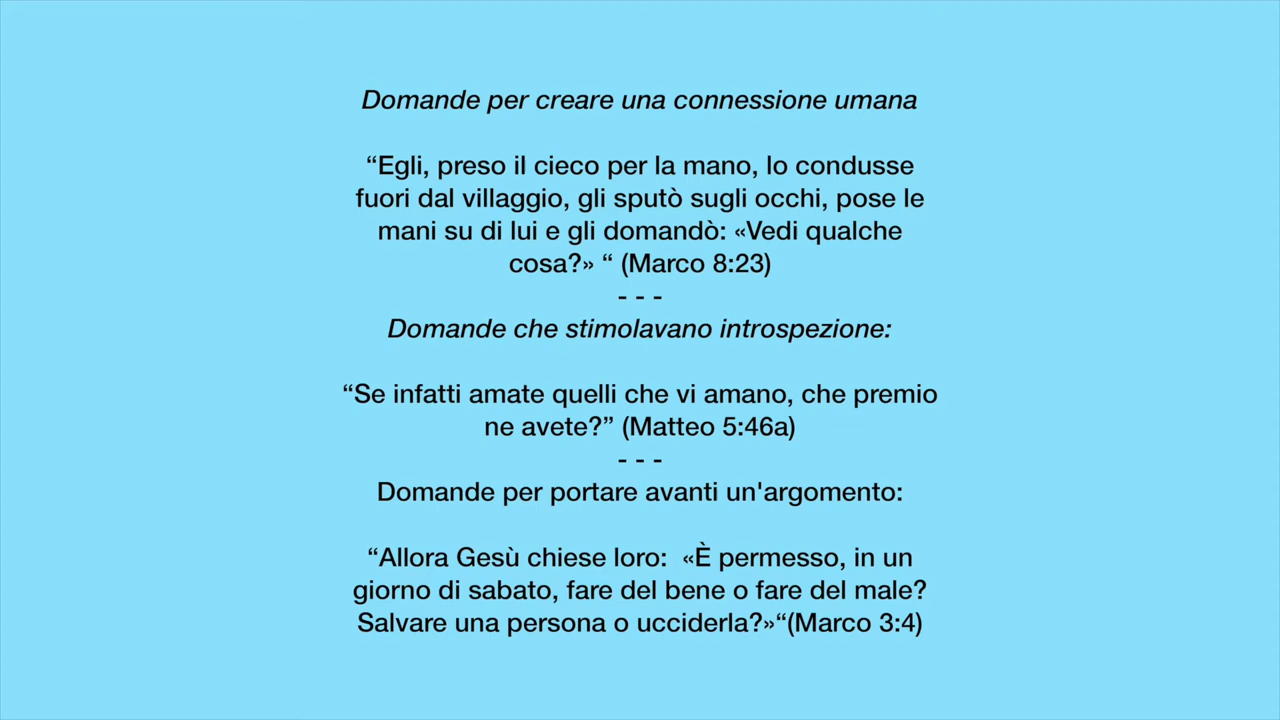 Domande per creare una connessione umana
“Egli, preso il cieco per la mano, lo condusse
fuori dal villaggio, gli sputò sugli occhi, pose le
mani su di lui e gli domandò: «Vedi qualche
cosa?» “ (Marco 8:23)
- - -
Domande che stimolavano introspezione:
“Se infatti amate quelli che vi amano, che premio
ne avete?” (Matteo 5:46a)
- - -
Domande per portare avanti un'argomento:
“Allora Gesù chiese loro:  «È permesso, in un
giorno di sabato, fare del bene o fare del male?
Salvare una persona o ucciderla?»“(Marco 3:4)